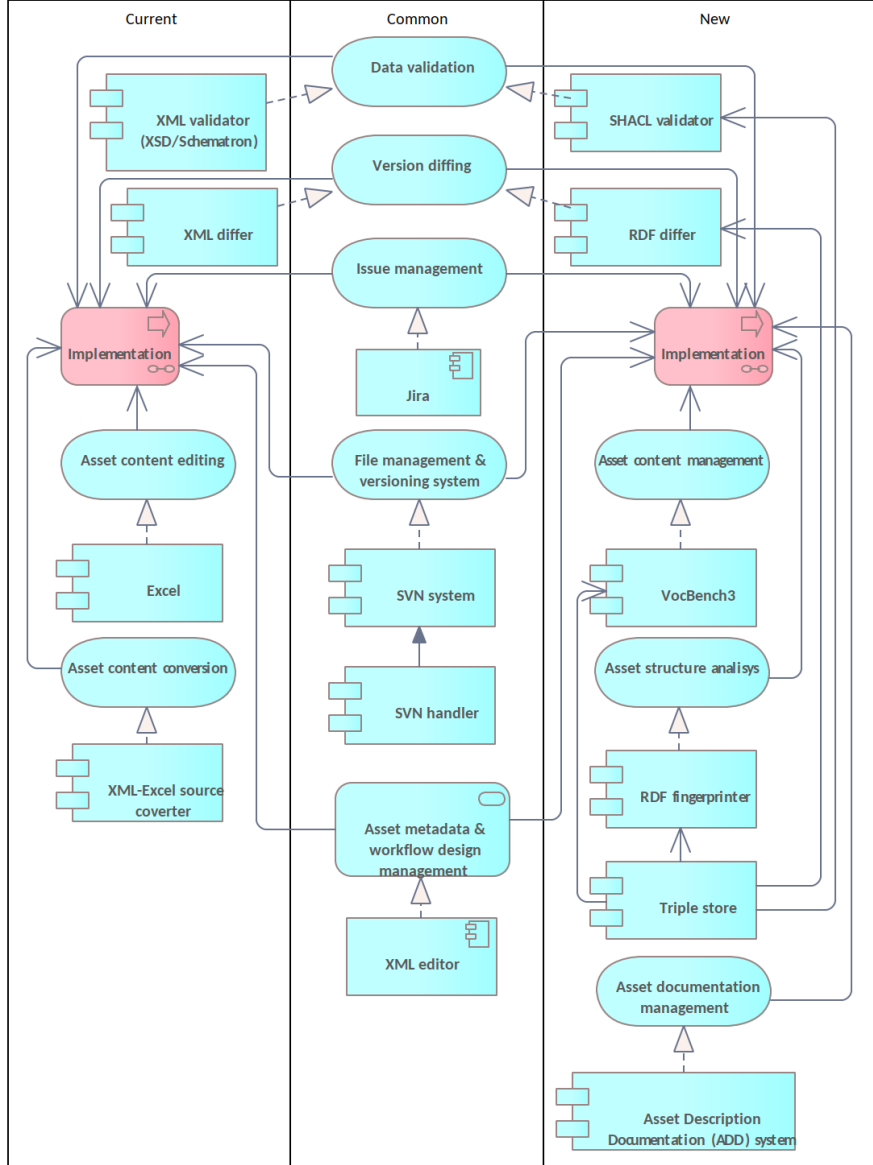 Current
Common
New
Data validation
XML validator
(XSD/Schematron)
SHACL validator
Version diffing
XML differ
RDF differ
Issue management
Implementation
Jira
Implementation
Asset content editing
File management &
versioning system
Asset content management
Excel
SVN system
VocBench3
Asset content conversion
SVN handler
Asset structure analisys
XML-Excel source
coverter
RDF fingerprinter
Asset metadata &
workflow design
management
Triple store
XML editor
Asset documentation
management
Asset Description
Documentation (ADD) system